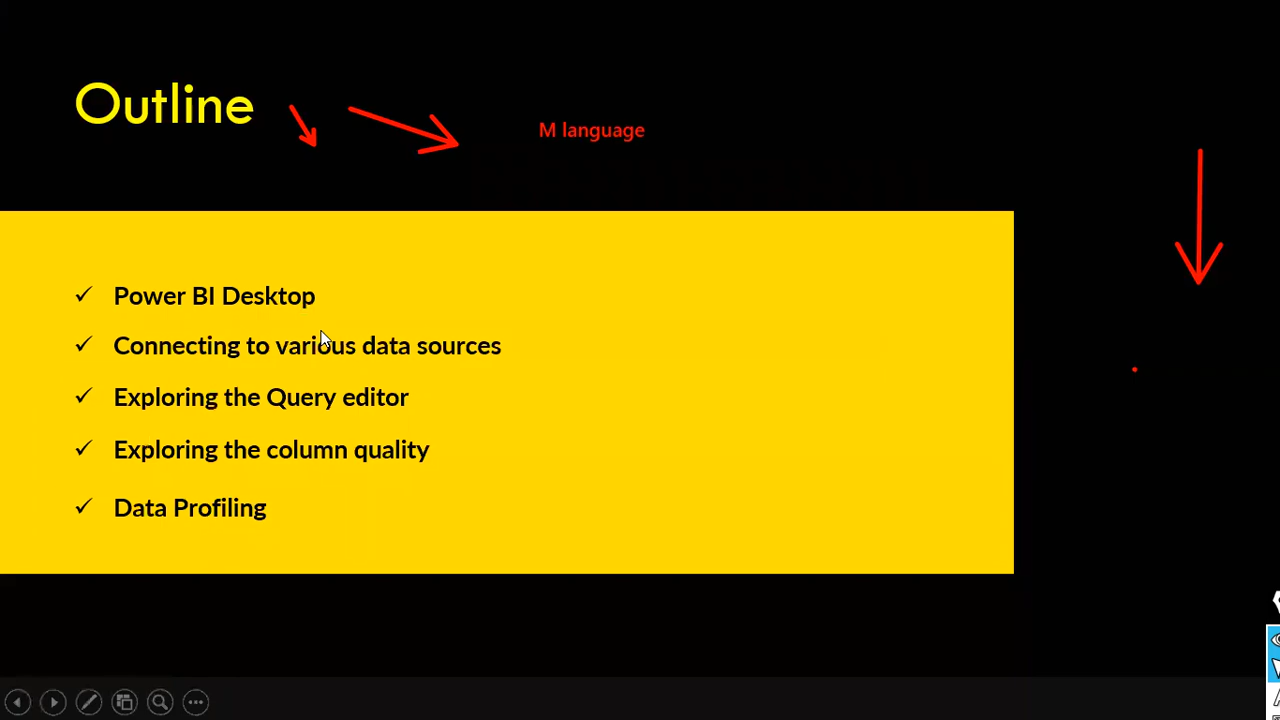 Outline
M language
✓ Power BI Desktop
✓ Connecting to various data sources
✓ Exploring the Query editor
✓ Exploring the column quality
✓ Data Profiling